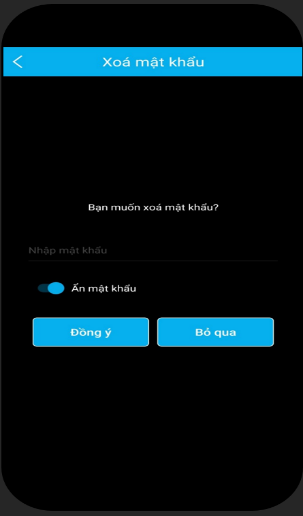 Xoá mật khẩu
Bạn muốn xoá mật khẩu?
Nhập mật khẩu
Ẩn mật khẩu
Đồng ý
Bỏ qua